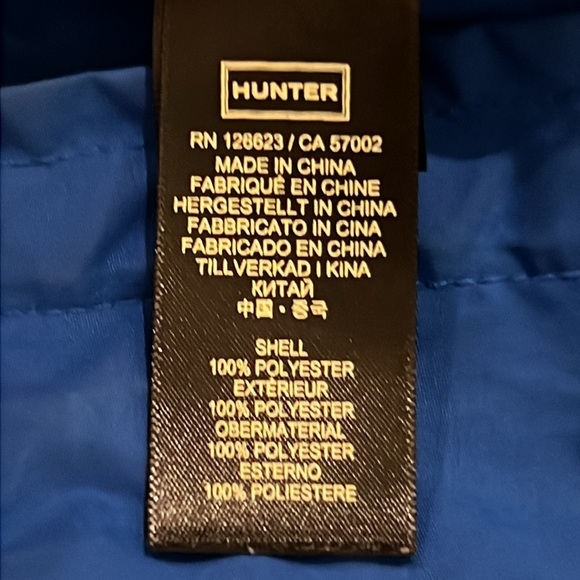 HUNTER
RN 126623 / CA 57002
MADE IN CHINA
FABRIQUÉ EN CHINE
HERGESTELLT IN CHINA
FABBRICATO IN CINA
FABRICADO EN CHINA
TILLVERKAD I KINA
КИТАЙ
中国 · 중국
SHELL
100% POLYESTER
EXTÉRIEUR
100% POLYESTER
OBERMATERIAL
100% POLYESTER
ESTERNO
100% POLIESTERE